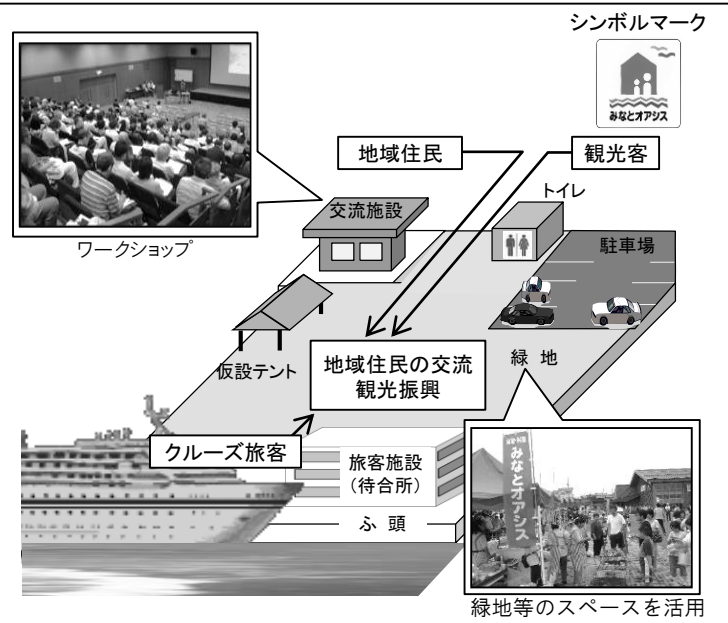 シンボルマーク
みなとオアシス
地域住民
観光客
トイレ
交流施設
駐車場
ワークショップ
仮設テント
地域住民の交流
観光振興
緑 地
クルーズ旅客
旅客施設
(待合所)
ふ 頭
みなとオアシス
緑地等のスペースを活用